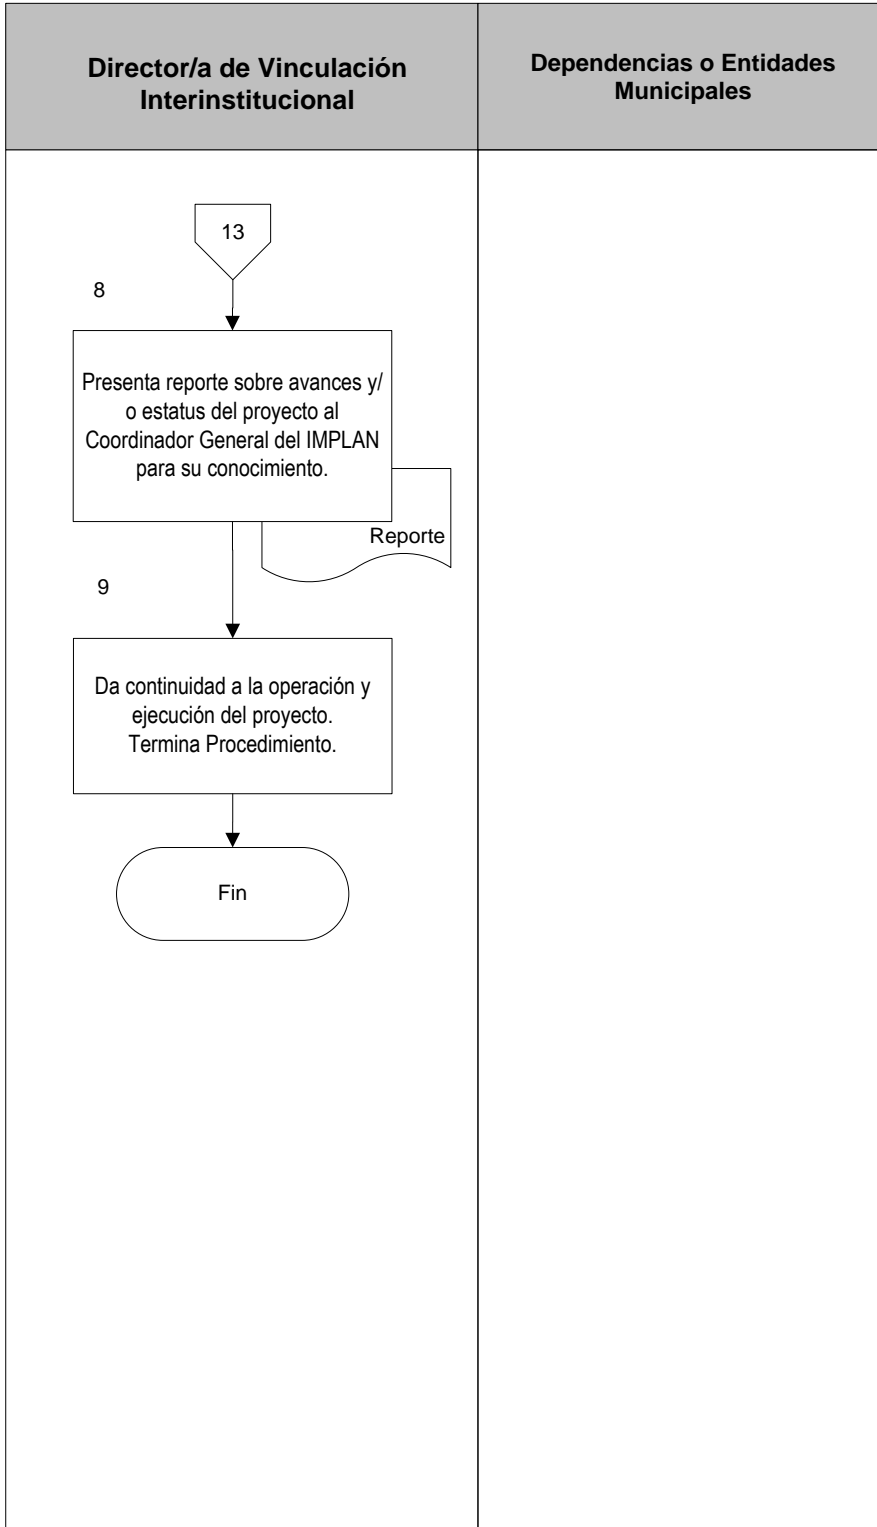 Director/a de Vinculación
Interinstitucional
Dependencias o Entidades
Municipales
13
8
Presenta reporte sobre avances y/
o estatus del proyecto al
Coordinador General del IMPLAN
para su conocimiento.
Reporte
9
Da continuidad a la operación y
ejecución del proyecto.
Termina Procedimiento.
Fin